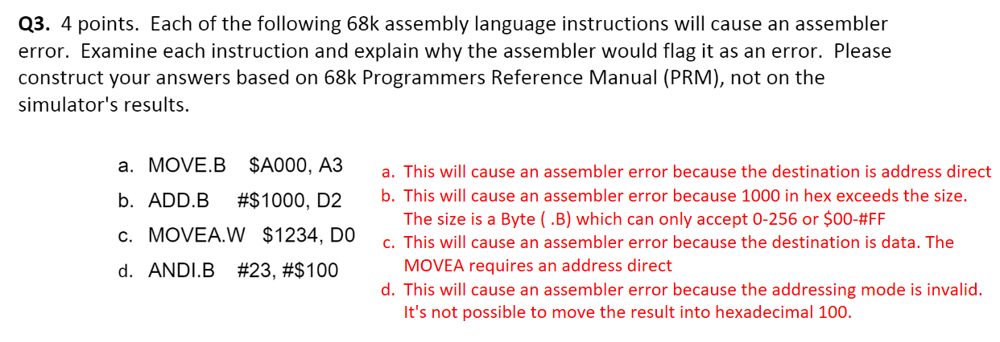 Q3. 4 points. Each of the following 68k assembly language instructions will cause an assembler
error. Examine each instruction and explain why the assembler would flag it as an error. Please
construct your answers based on 68k Programmers Reference Manual (PRM), not on the
simulator's results.
a. MOVE.B $A000, A3
b. ADD.B #$1000, D2
c. MOVEA.W $1234, D0
d. ANDI.B #23, #$100
a. This will cause an assembler error because the destination is address direct
b. This will cause an assembler error because 1000 in hex exceeds the size.
The size is a Byte ( .B) which can only accept 0-256 or $00-#FF
c. This will cause an assembler error because the destination is data. The
MOVEA requires an address direct
d. This will cause an assembler error because the addressing mode is invalid.
It's not possible to move the result into hexadecimal 100.